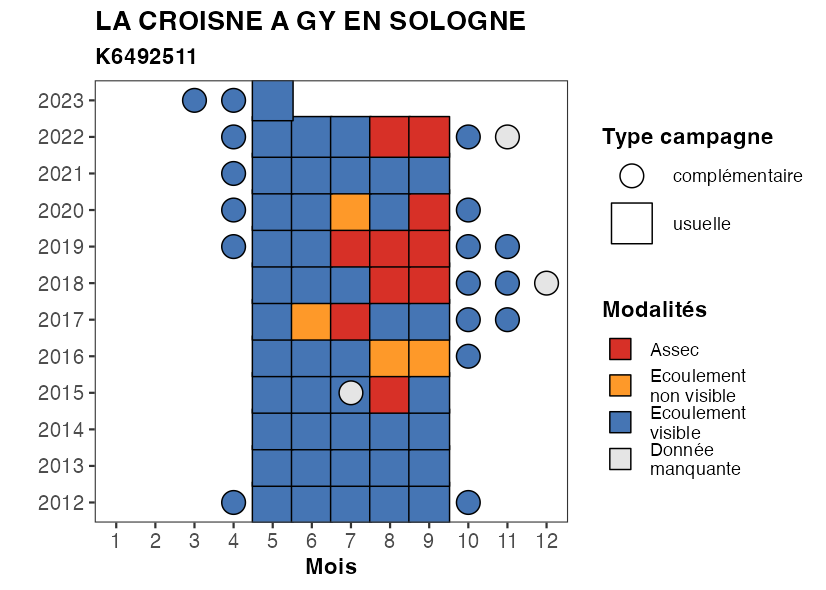 LA CROISNE A GY EN SOLOGNE
K6492511
2023
2022
2021
2020
2019
2018
2017
2016
2015
2014
2013
2012
1 2 3 4 5 6 7 8 9 10 11 12
Mois
Type campagne
complémentaire
usuelle
Modalités
Assec
Ecoulement
non visible
Ecoulement
visible
Donnée
manquante